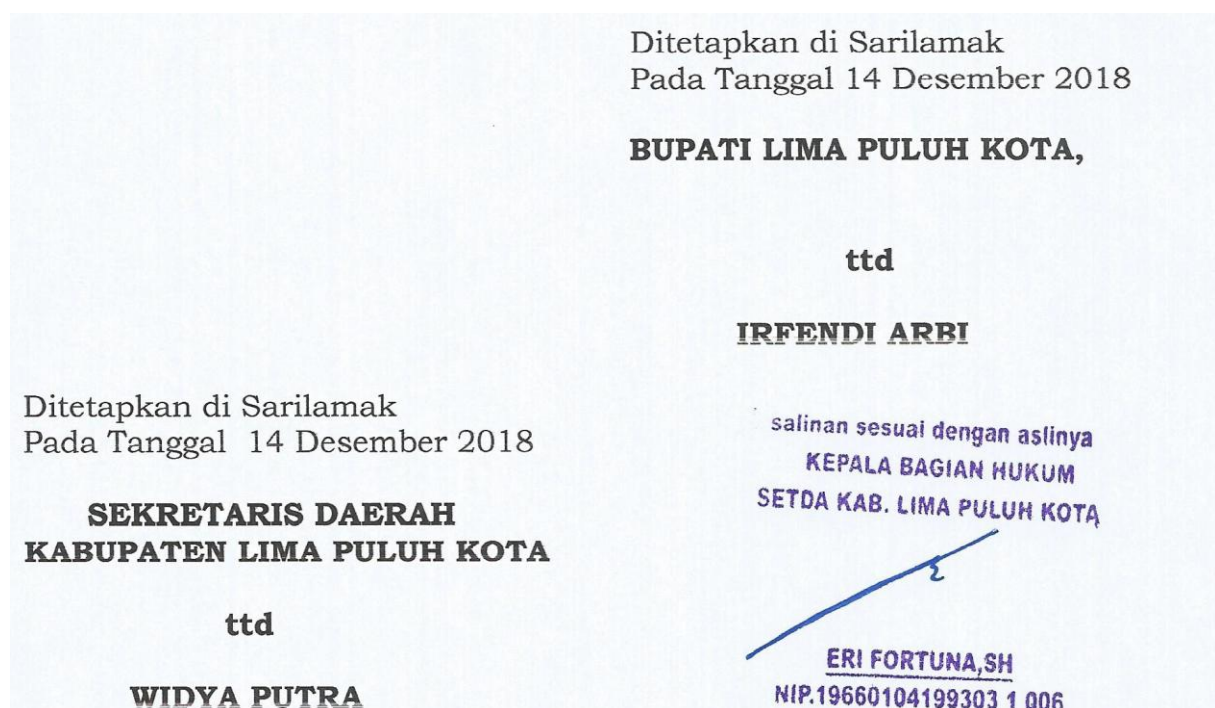 Ditetapkan di Sarilamak
Pada Tanggal 14 Desember 2018
BUPATI LIMA PULUH KOTA,
ttd
IRFENDI ARBI
Ditetapkan di Sarilamak
Pada Tanggal 14 Desember 2018
SEKRETARIS DAERAH
KABUPATEN LIMA PULUH KOTA
ttd
WIDYA PUTRA
salinan sesuai dengan aslinya
KEPALA BAGIAN HUKUM
SETDA KAB. LIMA PULUH KOTA
ERI FORTUNA,SH
NIP.19660104199303 1 006